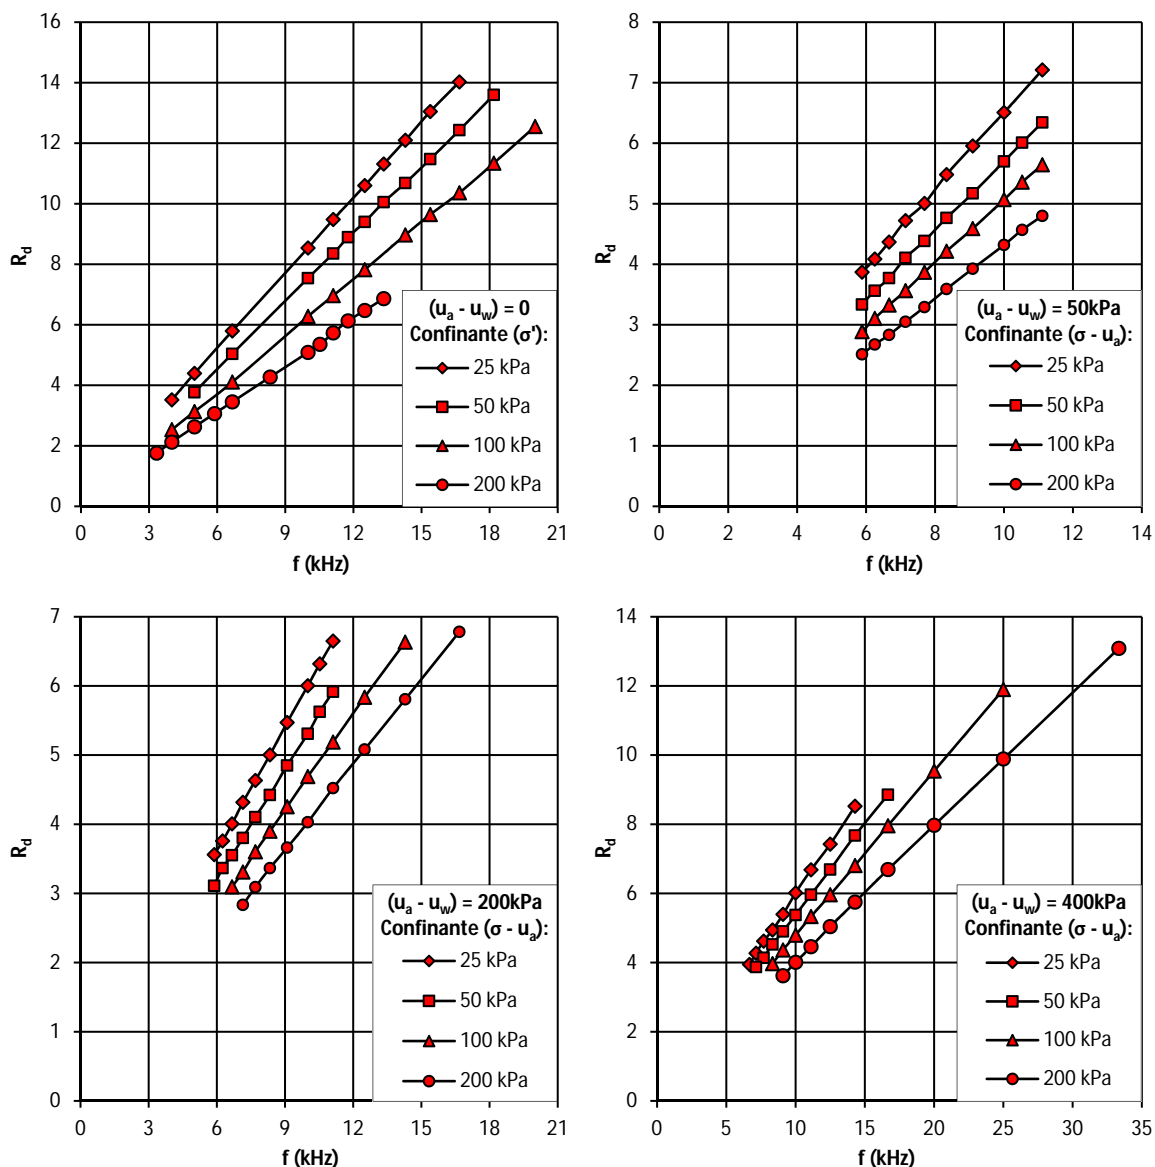 16
14
12
10
8
6
4
2
0
R_d
0 3 6 9 12 15 18 21
f (kHz)
(u_a - u_w) = 0
Confinante (σ'):
25 kPa
50 kPa
100 kPa
200 kPa
8
7
6
5
4
3
2
1
0
R_d
0 2 4 6 8 10 12 14
f (kHz)
(u_a - u_w) = 50kPa
Confinante (σ - u_a):
25 kPa
50 kPa
100 kPa
200 kPa
7
6
5
4
3
2
1
0
R_d
0 3 6 9 12 15 18 21
f (kHz)
(u_a - u_w) = 200kPa
Confinante (σ - u_a):
25 kPa
50 kPa
100 kPa
200 kPa
14
12
10
8
6
4
2
0
R_d
0 5 10 15 20 25 30 35
f (kHz)
(u_a - u_w) = 400kPa
Confinante (σ - u_a):
25 kPa
50 kPa
100 kPa
200 kPa